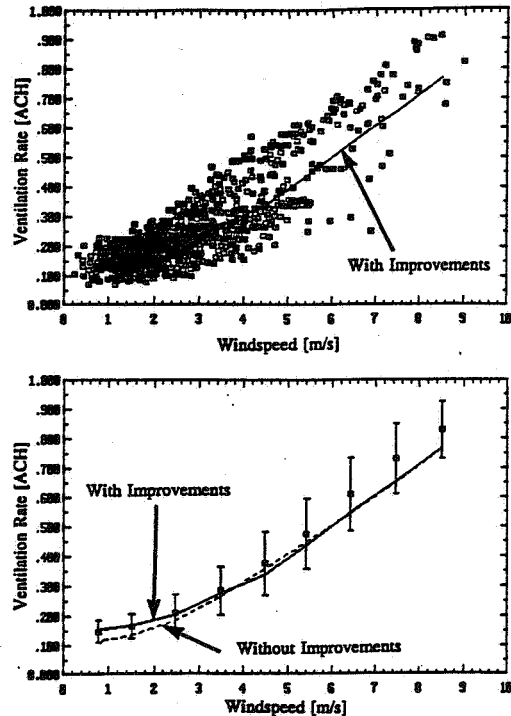 1.000
.900
.800
.700
.600
.500
.400
.300
.200
.100
0.000
Ventilation Rate [ACH]
With Improvements
0 1 2 3 4 5 6 7 8 9 10
Windspeed [m/s]
1.000
.900
.800
.700
.600
.500
.400
.300
.200
.100
0.000
Ventilation Rate [ACH]
With Improvements
Without Improvements
0 1 2 3 4 5 6 7 8 9 10
Windspeed [m/s]